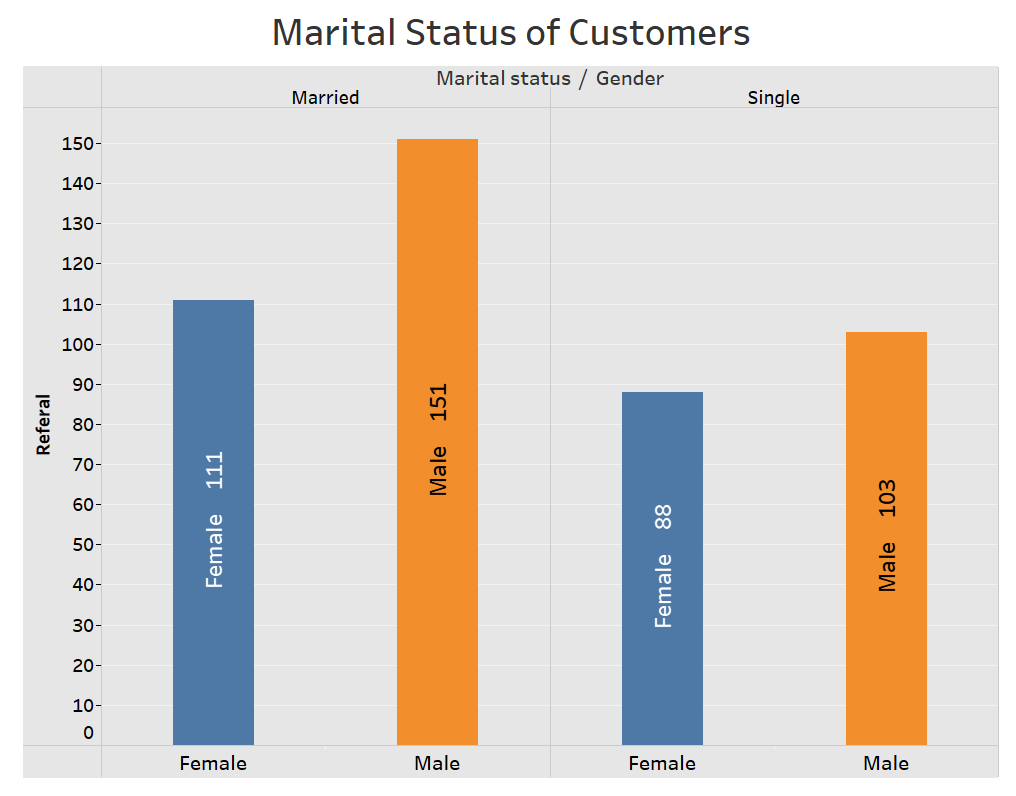 Marital Status of Customers
Marital status / Gender
Married
Single
Referal
150
140
130
120
110
100
90
80
70
60
50
40
30
20
10
0
Female 111
Male 151
Female 88
Male 103
Female
Male
Female
Male